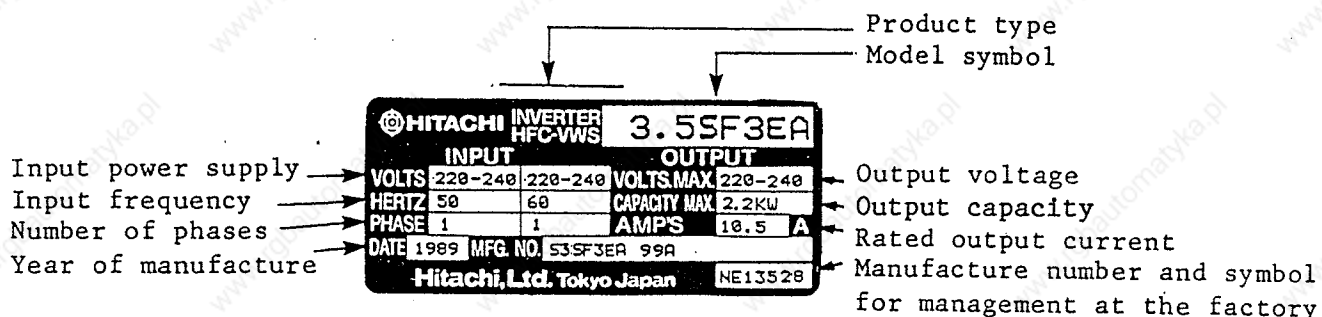 Product type
Model symbol
HITACHI INVERTER HFC-VWS 3.5SF3EA
INPUT OUTPUT
Input power supply VOLTS 220-240 220-240 VOLTS.MAX. 220-240 Output voltage
Input frequency HERTZ 50 60 CAPACITY MAX. 2.2KW Output capacity
Number of phases PHASE 1 1 AMP'S 10.5 A Rated output current
Year of manufacture DATE 1989 MFG. NO. S3SF3EA 99A
Hitachi,Ltd. Tokyo Japan NE13528 Manufacture number and symbol
for management at the factory